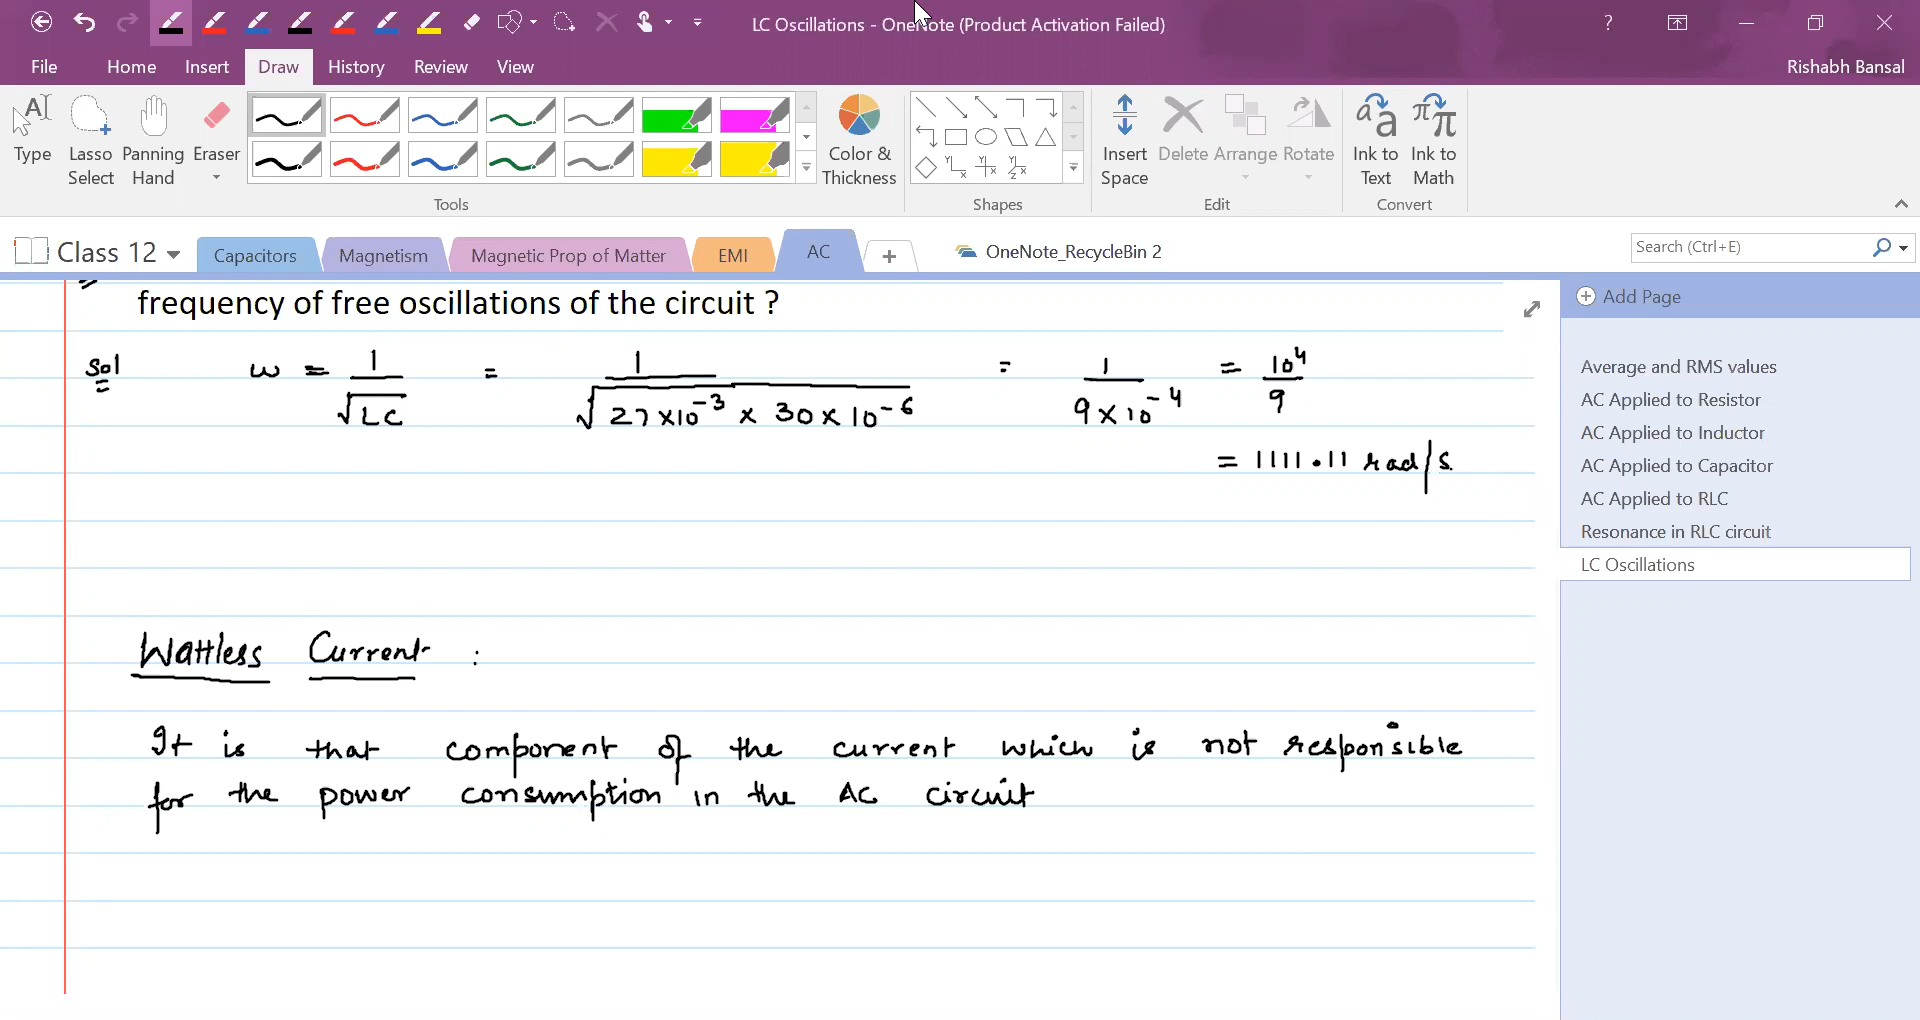 LC Oscillations - OneNote (Product Activation Failed)
?
File Home Insert Draw History Review View
Rishabh Bansal
Type
Lasso Select
Panning Hand
Eraser
Color & Thickness
Insert Space
Delete
Arrange
Rotate
Ink to Text
Ink to Math
Tools
Shapes
Edit
Convert
Class 12
Capacitors
Magnetism
Magnetic Prop of Matter
EMI
AC
+
OneNote_RecycleBin 2
Search (Ctrl+E)
frequency of free oscillations of the circuit ?
Sol ω = 1/√LC = 1/√27×10⁻³ × 30×10⁻⁶ = 1/9×10⁻⁴ = 10⁴/9
= 1111.11 rad/s.
Wattless Current :
It is that component of the current which is not responsible
for the power consumption in the AC circuit
Add Page
Average and RMS values
AC Applied to Resistor
AC Applied to Inductor
AC Applied to Capacitor
AC Applied to RLC
Resonance in RLC circuit
LC Oscillations